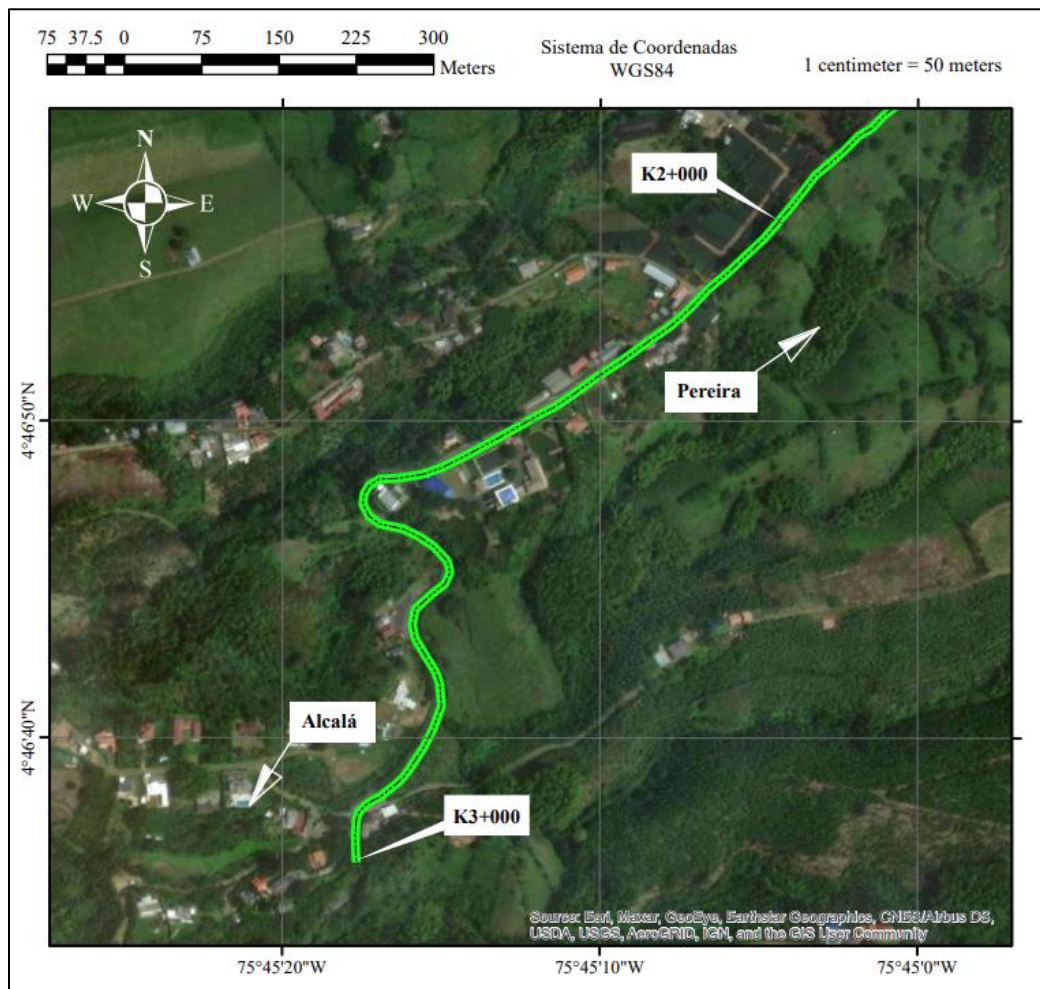 75 37.5 0 75 150 225 300
Meters
Sistema de Coordenadas
WGS84
1 centimeter = 50 meters
N
W E
S
K2+000
Pereira
4°46'50"N
Alcalá
4°46'40"N
K3+000
Source: Esri, Maxar, GeoEye, Earthstar Geographics, CNES/Airbus DS,
USDA, USGS, AeroGRID, IGN, and the GIS User Community
75°45'20"W 75°45'10"W 75°45'0"W